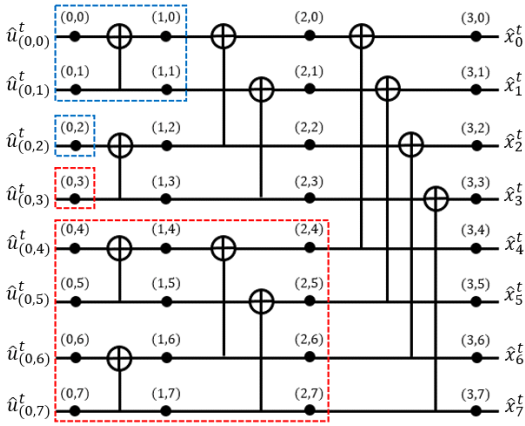 û^t_(0,0) (0,0) (1,0) (2,0) (3,0) x̂^t_0
û^t_(0,1) (0,1) (1,1) (2,1) (3,1) x̂^t_1
û^t_(0,2) (0,2) (1,2) (2,2) (3,2) x̂^t_2
û^t_(0,3) (0,3) (1,3) (2,3) (3,3) x̂^t_3
û^t_(0,4) (0,4) (1,4) (2,4) (3,4) x̂^t_4
û^t_(0,5) (0,5) (1,5) (2,5) (3,5) x̂^t_5
û^t_(0,6) (0,6) (1,6) (2,6) (3,6) x̂^t_6
û^t_(0,7) (0,7) (1,7) (2,7) (3,7) x̂^t_7